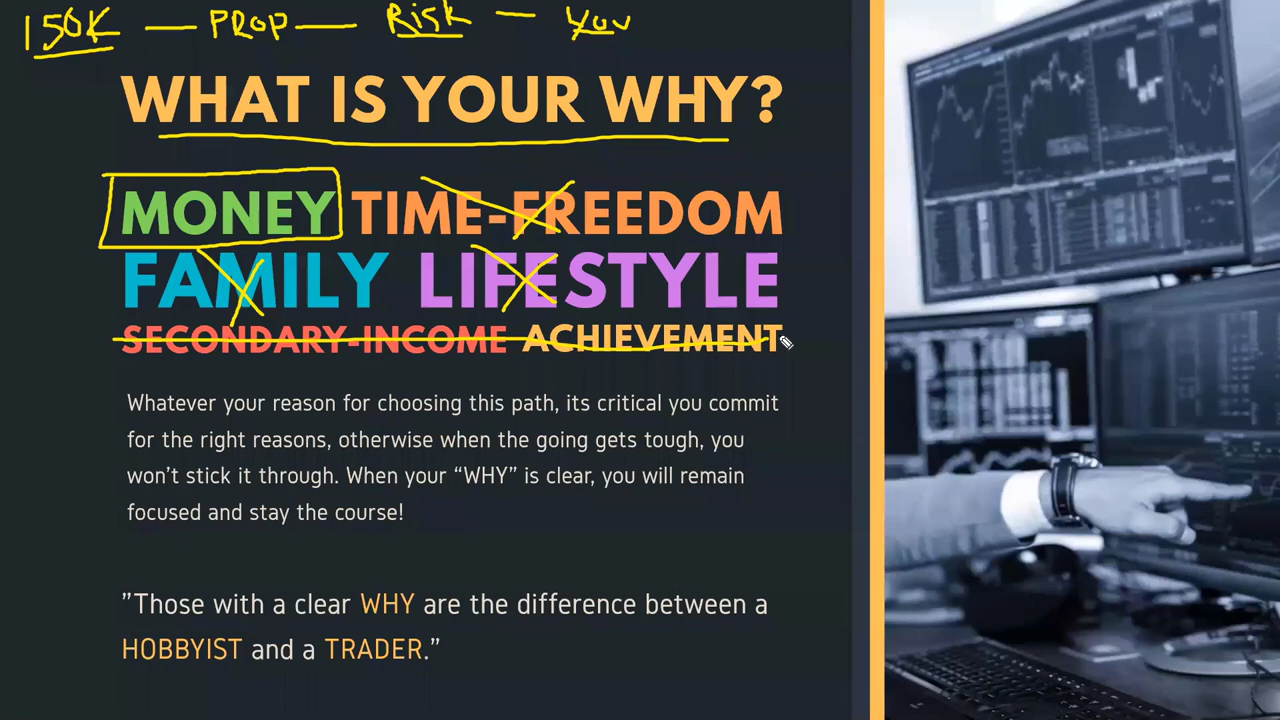 150K — PROP — Risk — You
WHAT IS YOUR WHY?
MONEY TIME-FREEDOM
FAMILY LIFESTYLE
SECONDARY-INCOME ACHIEVEMENT
Whatever your reason for choosing this path, its critical you commit
for the right reasons, otherwise when the going gets tough, you
won't stick it through. When your “WHY” is clear, you will remain
focused and stay the course!
”Those with a clear WHY are the difference between a
HOBBYIST and a TRADER.”